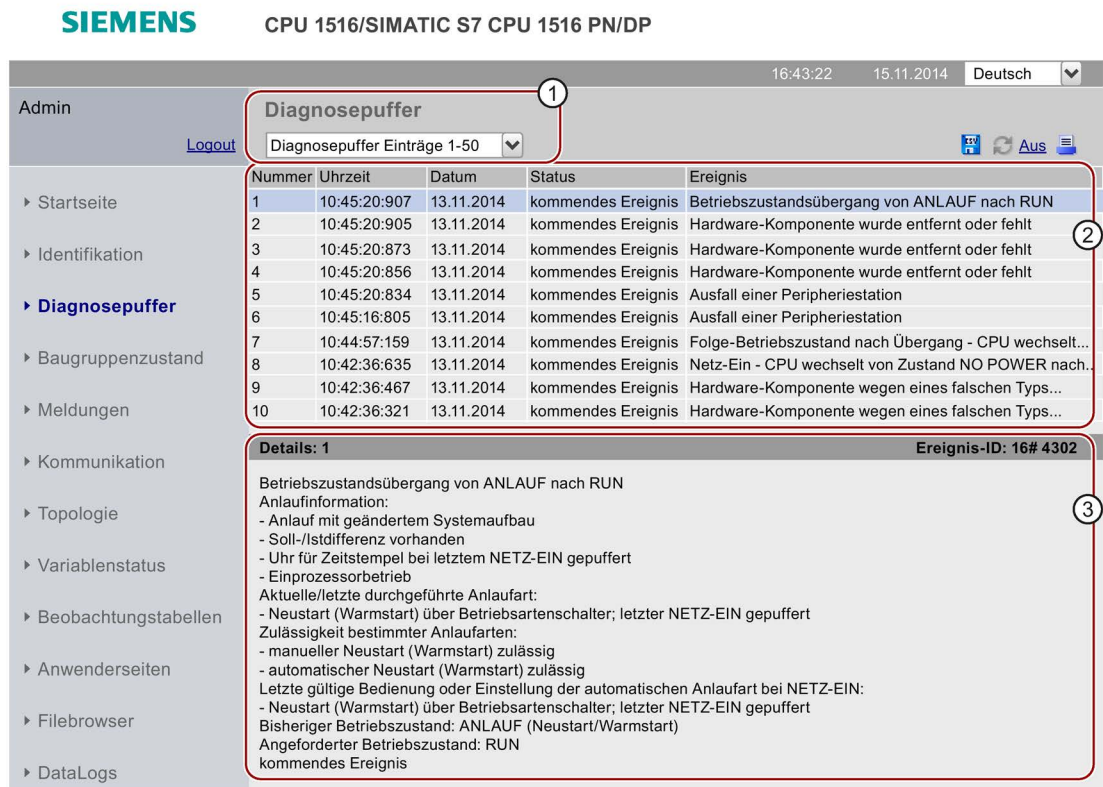 SIEMENS CPU 1516/SIMATIC S7 CPU 1516 PN/DP
16:43:22 15.11.2014 Deutsch
Admin
Logout
Diagnosepuffer
1
Diagnosepuffer Einträge 1-50
Aus
Startseite
Identifikation
Diagnosepuffer
Baugruppenzustand
Meldungen
Kommunikation
Topologie
Variablenstatus
Beobachtungstabellen
Anwenderseiten
Filebrowser
DataLogs
Nummer Uhrzeit Datum Status Ereignis
1 10:45:20:907 13.11.2014 kommendes Ereignis Betriebszustandsübergang von ANLAUF nach RUN
2 10:45:20:905 13.11.2014 kommendes Ereignis Hardware-Komponente wurde entfernt oder fehlt
3 10:45:20:873 13.11.2014 kommendes Ereignis Hardware-Komponente wurde entfernt oder fehlt
4 10:45:20:856 13.11.2014 kommendes Ereignis Hardware-Komponente wurde entfernt oder fehlt
5 10:45:20:834 13.11.2014 kommendes Ereignis Ausfall einer Peripheriestation
6 10:45:16:805 13.11.2014 kommendes Ereignis Ausfall einer Peripheriestation
7 10:44:57:159 13.11.2014 kommendes Ereignis Folge-Betriebszustand nach Übergang - CPU wechselt...
8 10:42:36:635 13.11.2014 kommendes Ereignis Netz-Ein - CPU wechselt von Zustand NO POWER nach..
9 10:42:36:467 13.11.2014 kommendes Ereignis Hardware-Komponente wegen eines falschen Typs...
10 10:42:36:321 13.11.2014 kommendes Ereignis Hardware-Komponente wegen eines falschen Typs...
2
Details: 1 Ereignis-ID: 16# 4302
Betriebszustandsübergang von ANLAUF nach RUN
Anlaufinformation:
- Anlauf mit geändertem Systemaufbau
- Soll-/Istdifferenz vorhanden
- Uhr für Zeitstempel bei letztem NETZ-EIN gepuffert
- Einprozessorbetrieb
Aktuelle/letzte durchgeführte Anlaufart:
- Neustart (Warmstart) über Betriebsartenschalter; letzter NETZ-EIN gepuffert
Zulässigkeit bestimmter Anlaufarten:
- manueller Neustart (Warmstart) zulässig
- automatischer Neustart (Warmstart) zulässig
Letzte gültige Bedienung oder Einstellung der automatischen Anlaufart bei NETZ-EIN:
- Neustart (Warmstart) über Betriebsartenschalter; letzter NETZ-EIN gepuffert
Bisheriger Betriebszustand: ANLAUF (Neustart/Warmstart)
Angeforderter Betriebszustand: RUN
kommendes Ereignis
3